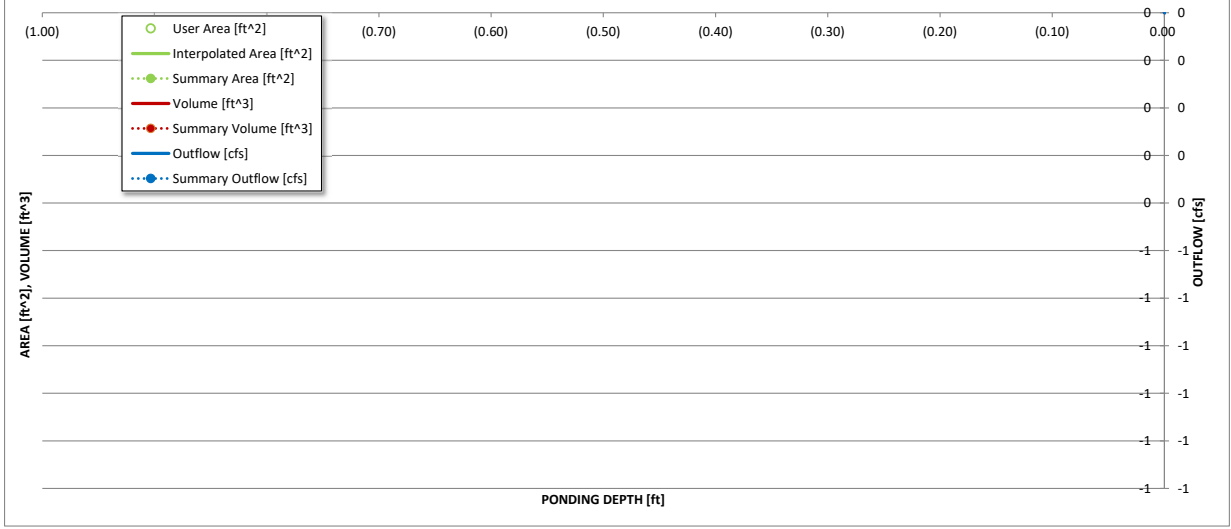 0 0
(1.00) (0.70) (0.60) (0.50) (0.40) (0.30) (0.20) (0.10) 0.00
User Area [ft^2]
Interpolated Area [ft^2]
Summary Area [ft^2]
Volume [ft^3]
Summary Volume [ft^3]
Outflow [cfs]
Summary Outflow [cfs]
0 0
0 0
0 0
0 0
-1 -1
-1 -1
-1 -1
-1 -1
-1 -1
-1 -1
AREA [ft^2], VOLUME [ft^3]
OUTFLOW [cfs]
PONDING DEPTH [ft]